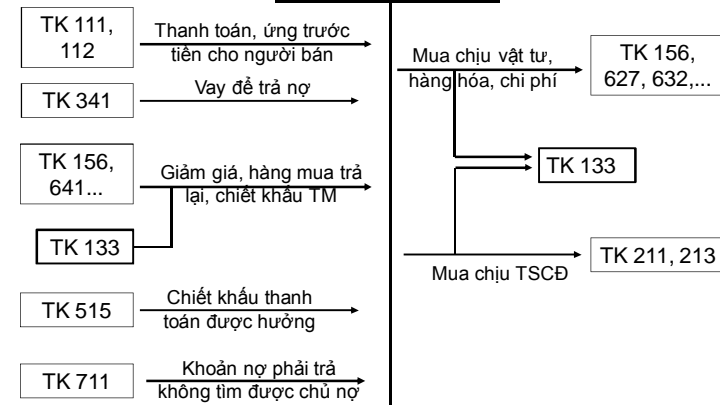 TK 111,
112
Thanh toán, ứng trước
tiền cho người bán
TK 341
Vay để trả nợ
TK 156,
641...
Giảm giá, hàng mua trả
lại, chiết khấu TM
TK 133
TK 515
Chiết khấu thanh
toán được hưởng
TK 711
Khoản nợ phải trả
không tìm được chủ nợ
Mua chịu vật tư,
hàng hóa, chi phí
TK 156,
627, 632,...
TK 133
Mua chịu TSCĐ
TK 211, 213